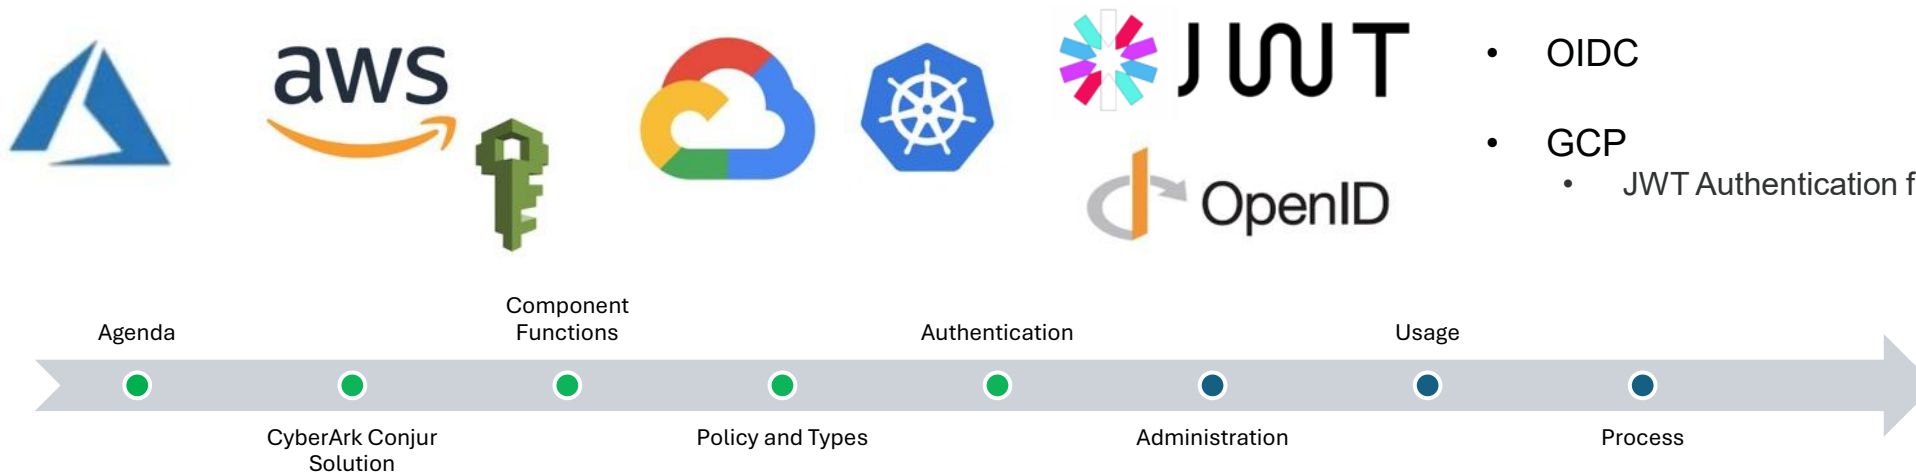 aws
JWT
OpenID
• OIDC
• GCP
• JWT Authentication f
Agenda
CyberArk Conjur
Solution
Component
Functions
Policy and Types
Authentication
Administration
Usage
Process